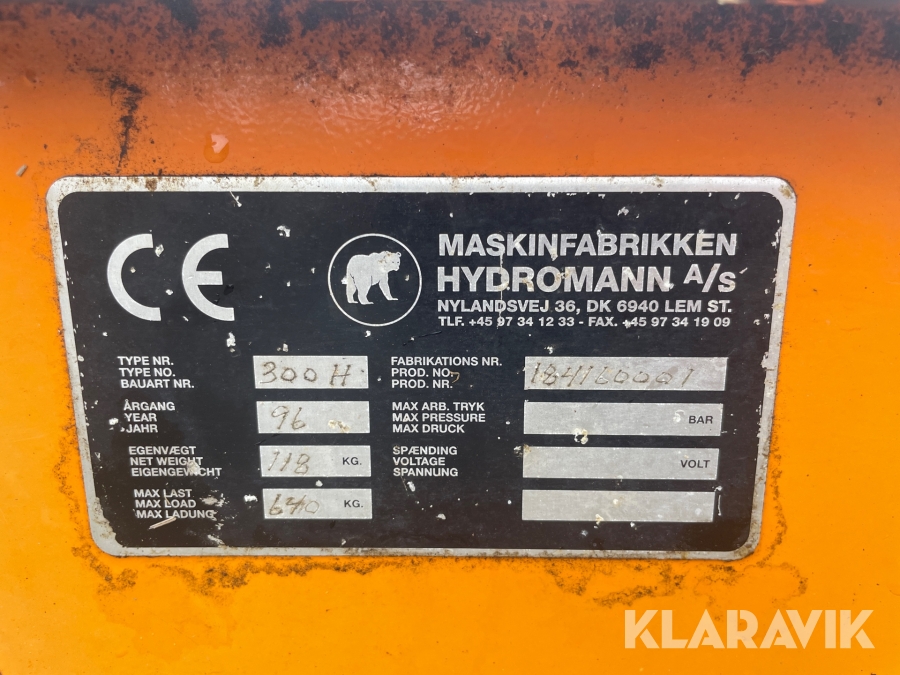 CE
MASKINFABRIKKEN
HYDROMANN A/S
NYLANDSVEJ 36, DK 6940 LEM ST.
TLF. +45 97 34 12 33 - FAX. +45 97 34 19 09
TYPE NR.
TYPE NO.
BAUART NR.
300 H
FABRIKATIONS NR.
PROD. NO.
PROD. NR.
184160001
ÅRGANG
YEAR
JAHR
96
MAX ARB. TRYK
MAX PRESSURE
MAX DRUCK
BAR
EGENVÆGT
NET WEIGHT
EIGENGEWICHT
118 KG.
SPÆNDING
VOLTAGE
SPANNUNG
VOLT
MAX LAST
MAX LOAD
MAX LADUNG
640 KG.
KLARAVIK